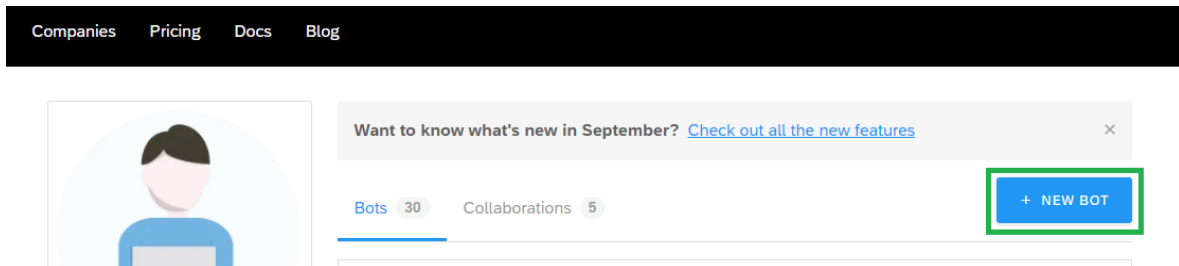 Companies Pricing Docs Blog
Want to know what's new in September? Check out all the new features ×
Bots 30 Collaborations 5 + NEW BOT